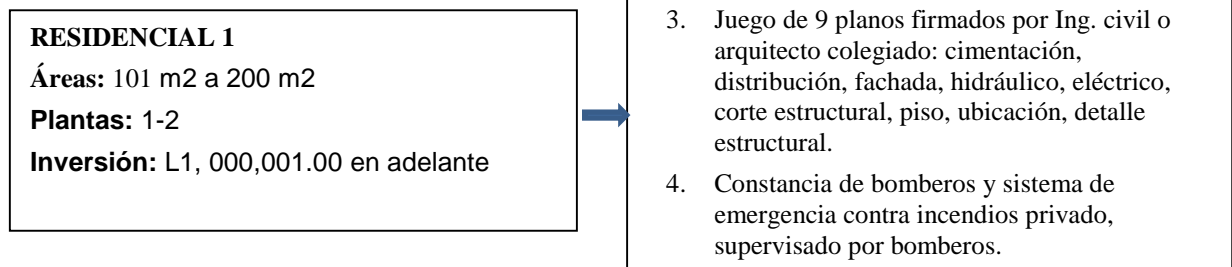 RESIDENCIAL 1
Áreas: 101 m2 a 200 m2
Plantas: 1-2
Inversión: L1, 000,001.00 en adelante
3. Juego de 9 planos firmados por Ing. civil o
arquitecto colegiado: cimentación,
distribución, fachada, hidráulico, eléctrico,
corte estructural, piso, ubicación, detalle
estructural.
4. Constancia de bomberos y sistema de
emergencia contra incendios privado,
supervisado por bomberos.